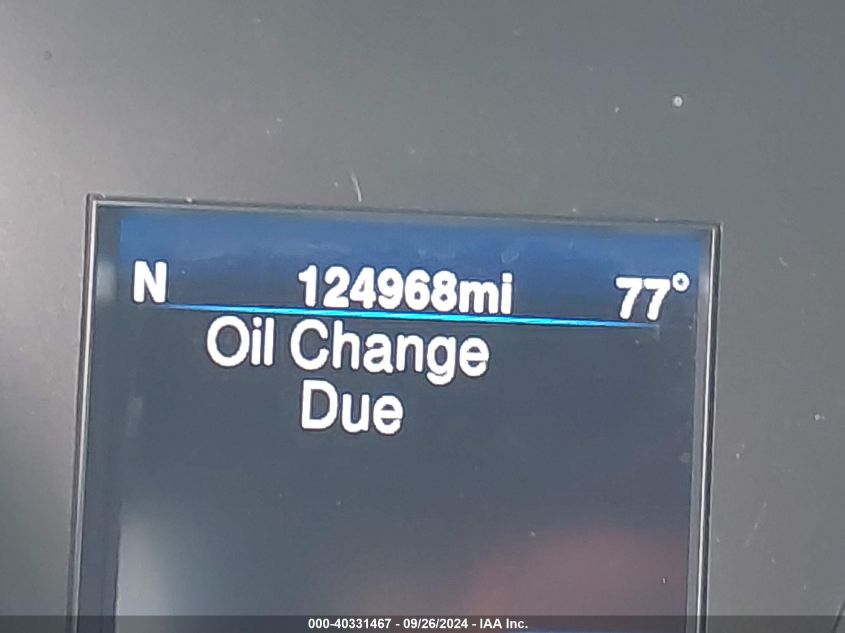 N 124968mi 77°
Oil Change
Due
000-40331467 - 09/26/2024 - IAA Inc.